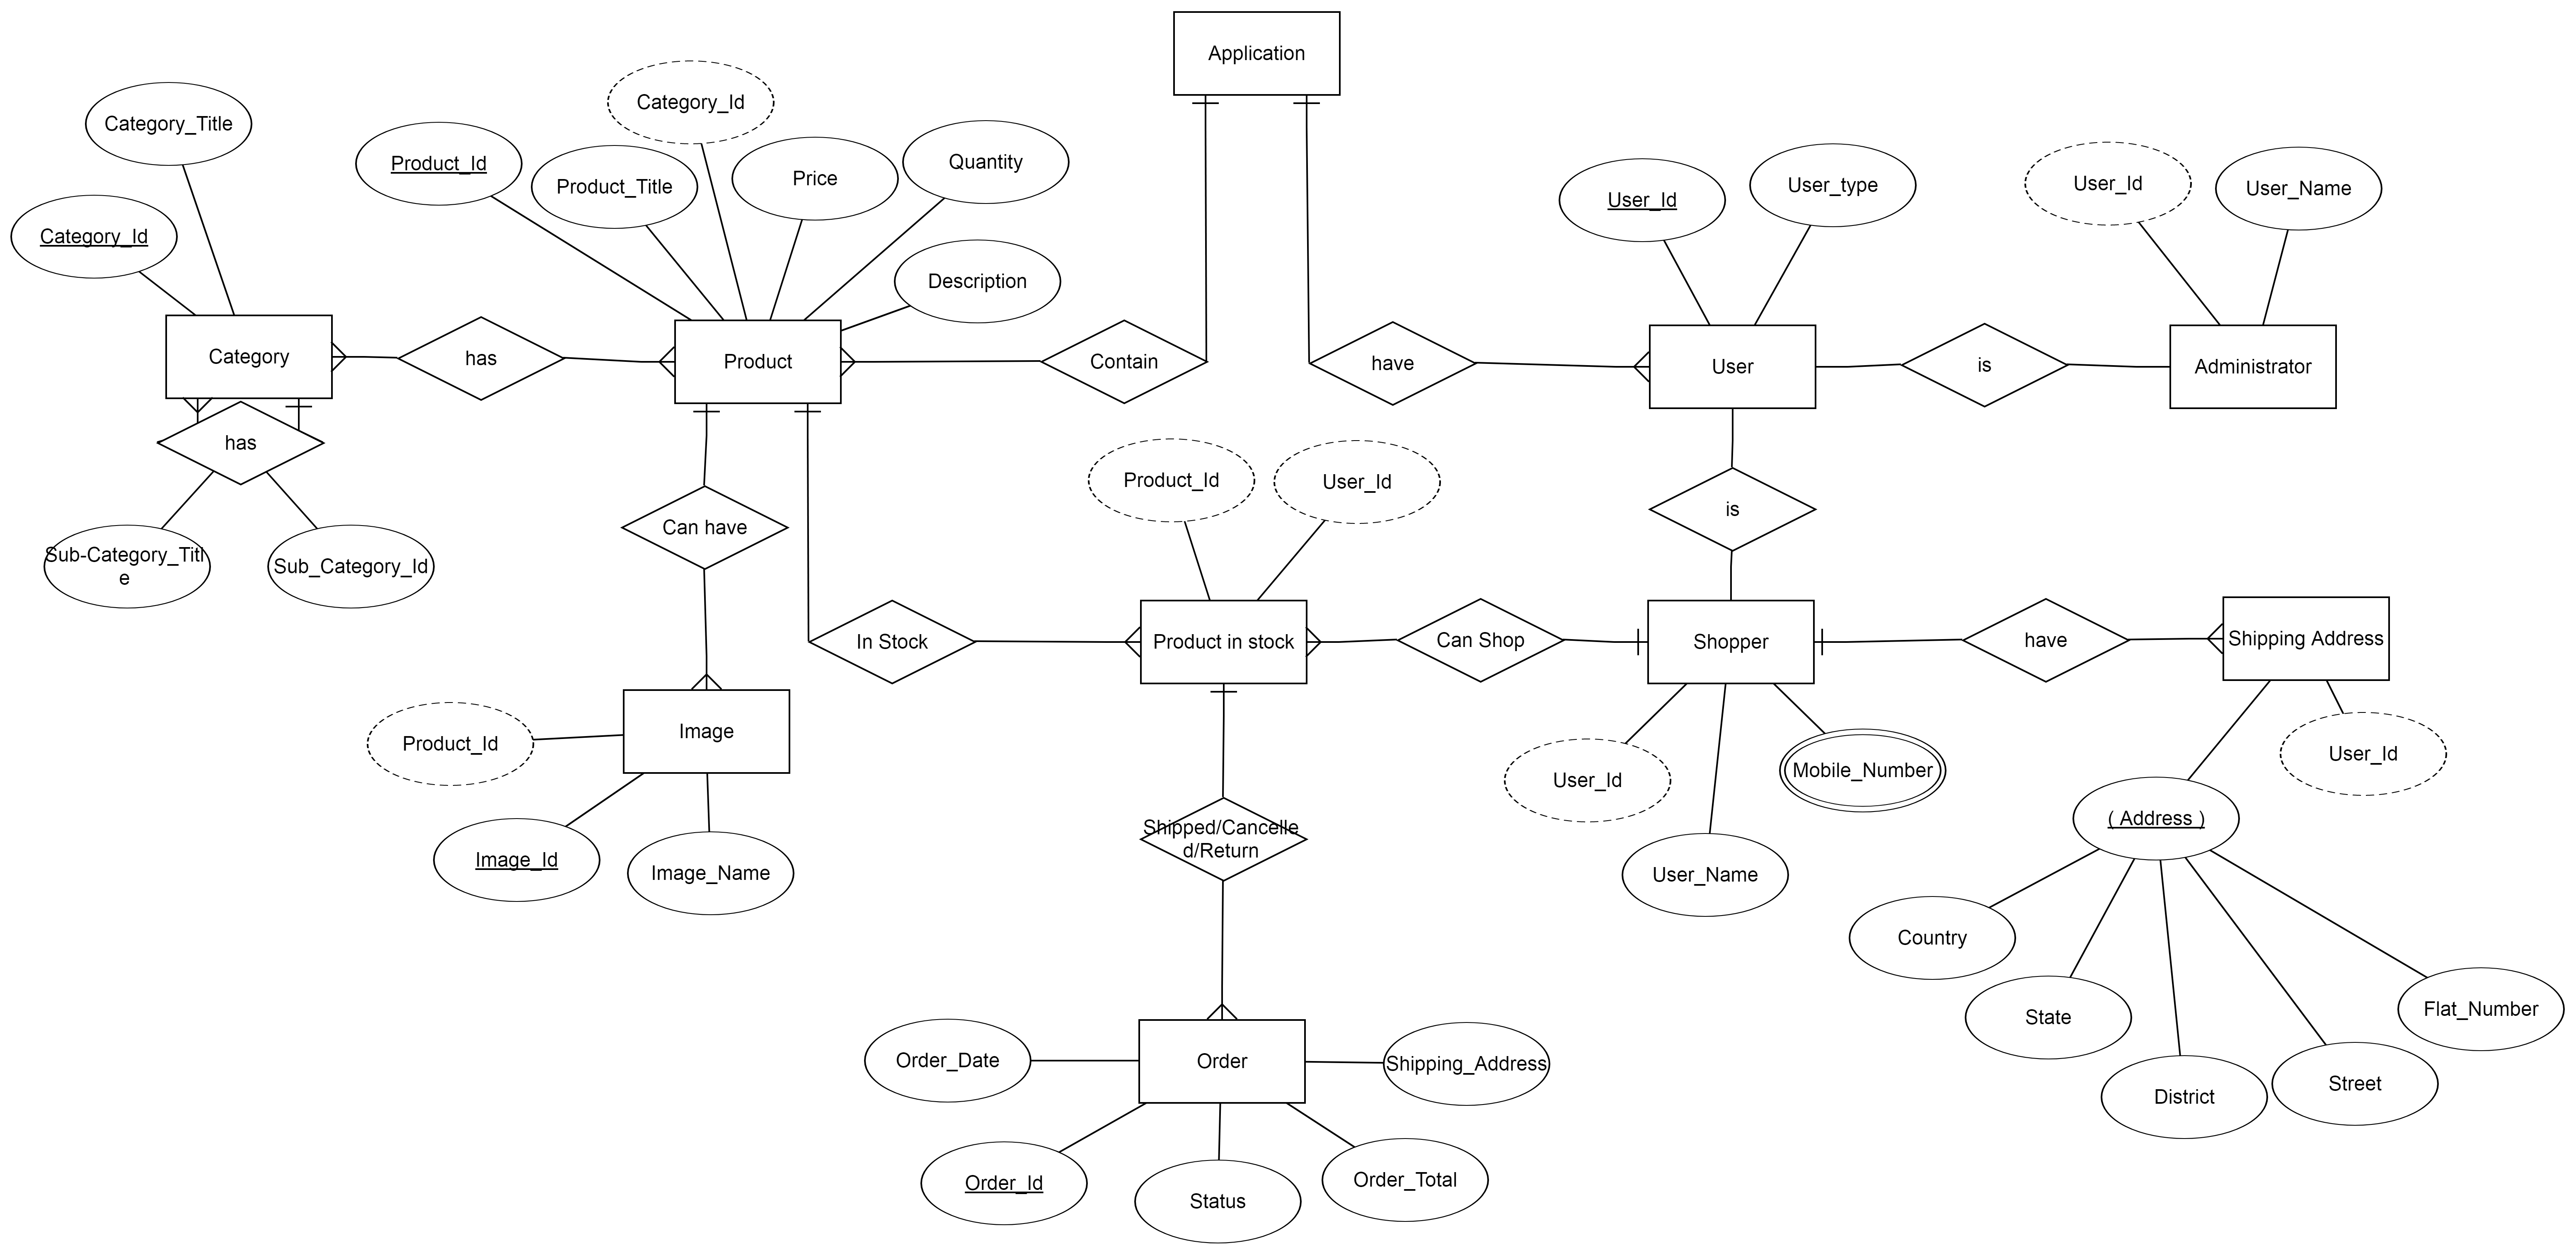 Application
Category_Title
Category_Id
Product_Id
Product_Title
Category_Id
Price
Quantity
Description
User_Id
User_type
User_Id
User_Name
Category
has
Product
Contain
have
User
is
Administrator
has
Sub-Category_Titl
e
Sub_Category_Id
Can have
Product_Id
User_Id
is
In Stock
Product in stock
Can Shop
Shopper
have
Shipping Address
Product_Id
Image
Image_Id
Image_Name
User_Id
User_Name
Mobile_Number
User_Id
( Address )
Shipped/Cancelle
d/Return
Country
State
District
Street
Flat_Number
Order_Date
Order
Shipping_Address
Order_Id
Status
Order_Total